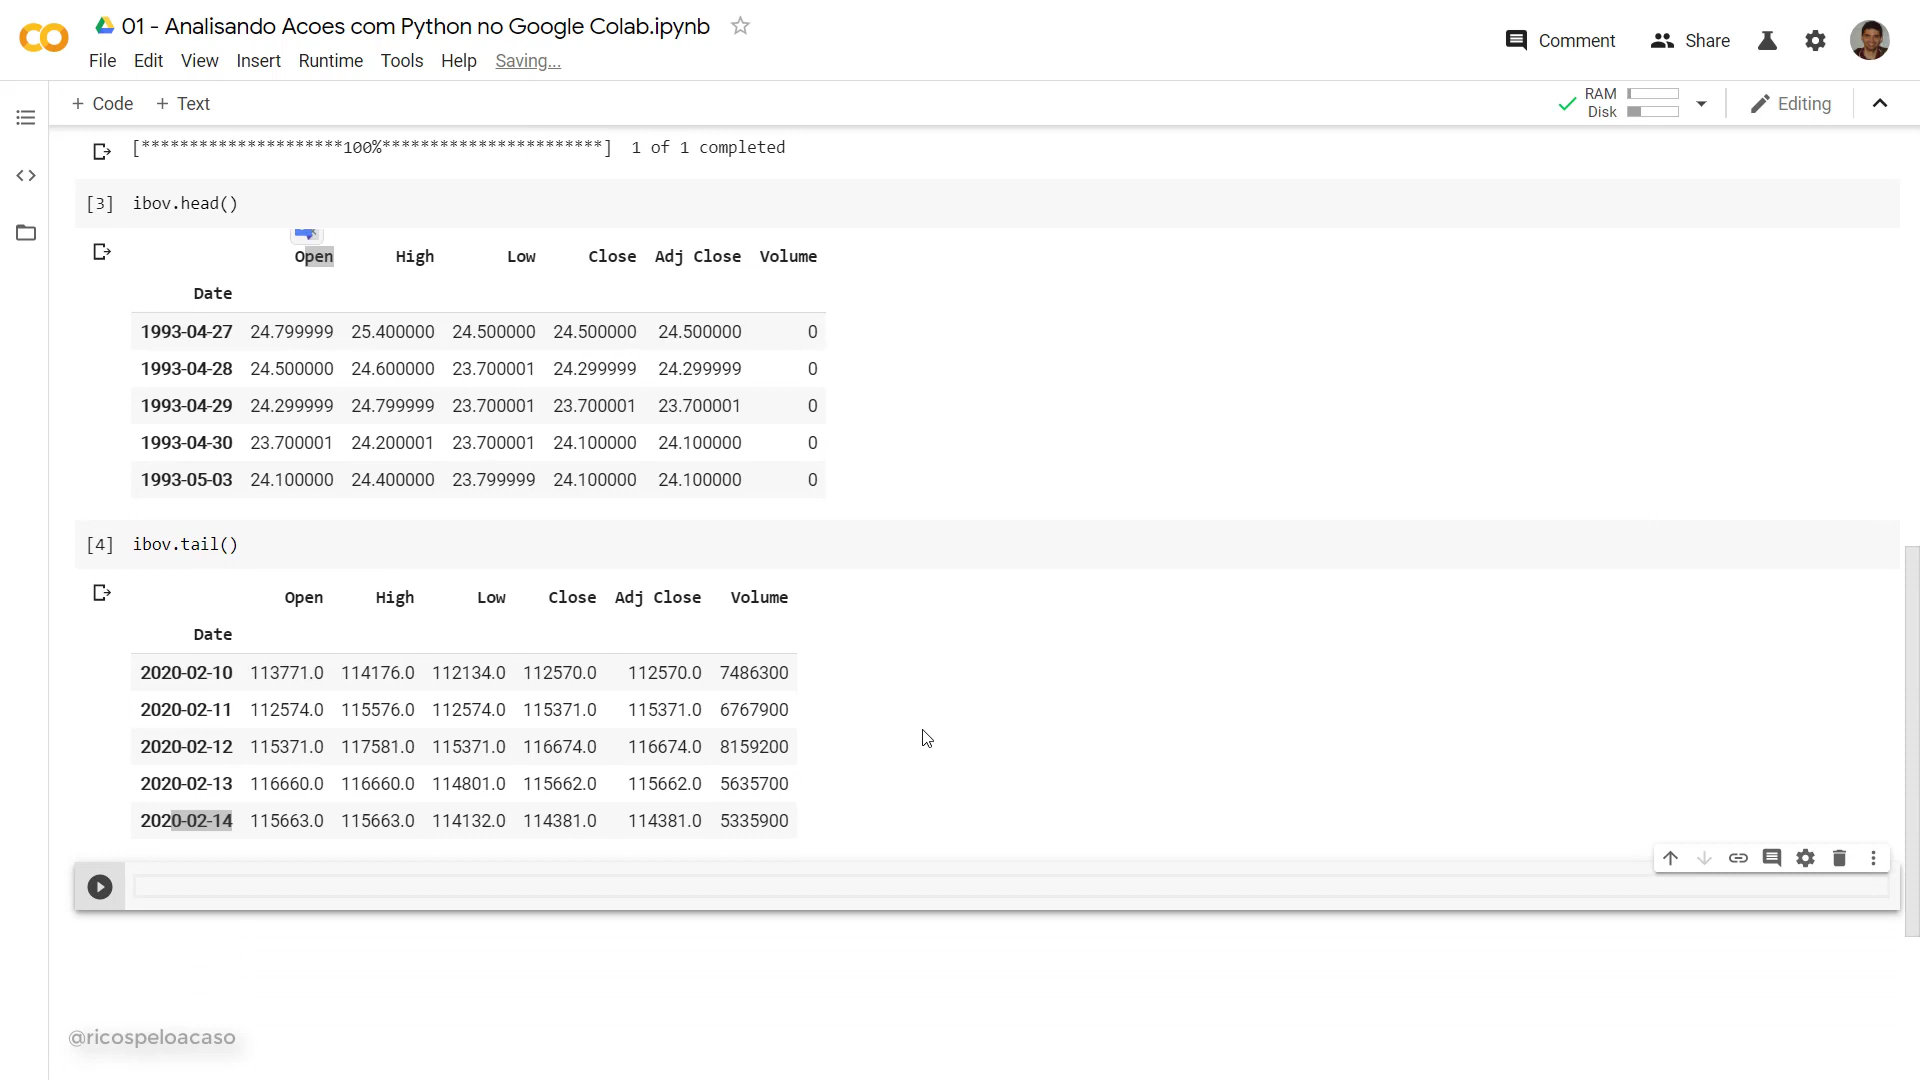 01 - Analisando Acoes com Python no Google Colab.ipynb
File Edit View Insert Runtime Tools Help Saving...
Comment Share
+ Code + Text
RAM
Disk
Editing
[*********************100%***********************] 1 of 1 completed
[3] ibov.head()
Open High Low Close Adj Close Volume
Date
1993-04-27 24.799999 25.400000 24.500000 24.500000 24.500000 0
1993-04-28 24.500000 24.600000 23.700001 24.299999 24.299999 0
1993-04-29 24.299999 24.799999 23.700001 23.700001 23.700001 0
1993-04-30 23.700001 24.200001 23.700001 24.100000 24.100000 0
1993-05-03 24.100000 24.400000 23.799999 24.100000 24.100000 0
[4] ibov.tail()
Open High Low Close Adj Close Volume
Date
2020-02-10 113771.0 114176.0 112134.0 112570.0 112570.0 7486300
2020-02-11 112574.0 115576.0 112574.0 115371.0 115371.0 6767900
2020-02-12 115371.0 117581.0 115371.0 116674.0 116674.0 8159200
2020-02-13 116660.0 116660.0 114801.0 115662.0 115662.0 5635700
2020-02-14 115663.0 115663.0 114132.0 114381.0 114381.0 5335900
@ricospeloacaso